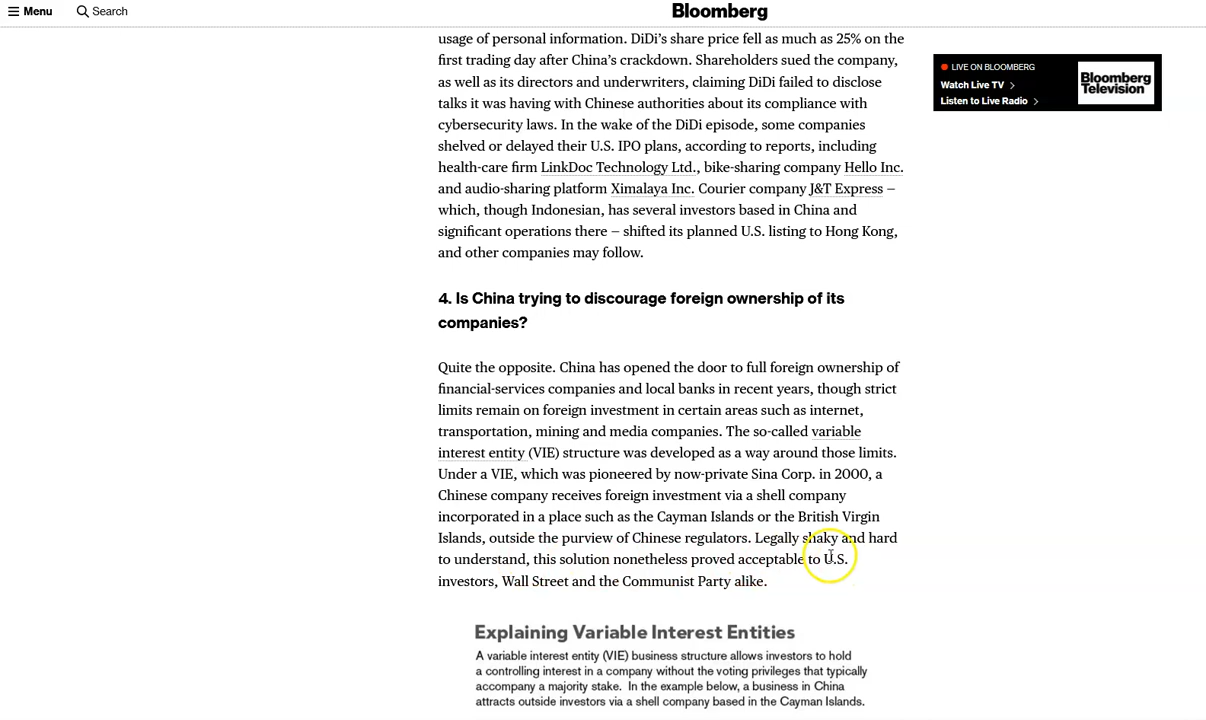 Menu
Search
Bloomberg
usage of personal information. DiDi’s share price fell as much as 25% on the
first trading day after China’s crackdown. Shareholders sued the company,
as well as its directors and underwriters, claiming DiDi failed to disclose
talks it was having with Chinese authorities about its compliance with
cybersecurity laws. In the wake of the DiDi episode, some companies
shelved or delayed their U.S. IPO plans, according to reports, including
health-care firm LinkDoc Technology Ltd., bike-sharing company Hello Inc.
and audio-sharing platform Ximalaya Inc. Courier company J&T Express –
which, though Indonesian, has several investors based in China and
significant operations there – shifted its planned U.S. listing to Hong Kong,
and other companies may follow.
LIVE ON BLOOMBERG
Watch Live TV >
Listen to Live Radio >
Bloomberg
Television
4. Is China trying to discourage foreign ownership of its
companies?
Quite the opposite. China has opened the door to full foreign ownership of
financial-services companies and local banks in recent years, though strict
limits remain on foreign investment in certain areas such as internet,
transportation, mining and media companies. The so-called variable
interest entity (VIE) structure was developed as a way around those limits.
Under a VIE, which was pioneered by now-private Sina Corp. in 2000, a
Chinese company receives foreign investment via a shell company
incorporated in a place such as the Cayman Islands or the British Virgin
Islands, outside the purview of Chinese regulators. Legally shaky and hard
to understand, this solution nonetheless proved acceptable to U.S.
investors, Wall Street and the Communist Party alike.
Explaining Variable Interest Entities
A variable interest entity (VIE) business structure allows investors to hold
a controlling interest in a company without the voting privileges that typically
accompany a majority stake. In the example below, a business in China
attracts outside investors via a shell company based in the Cayman Islands.